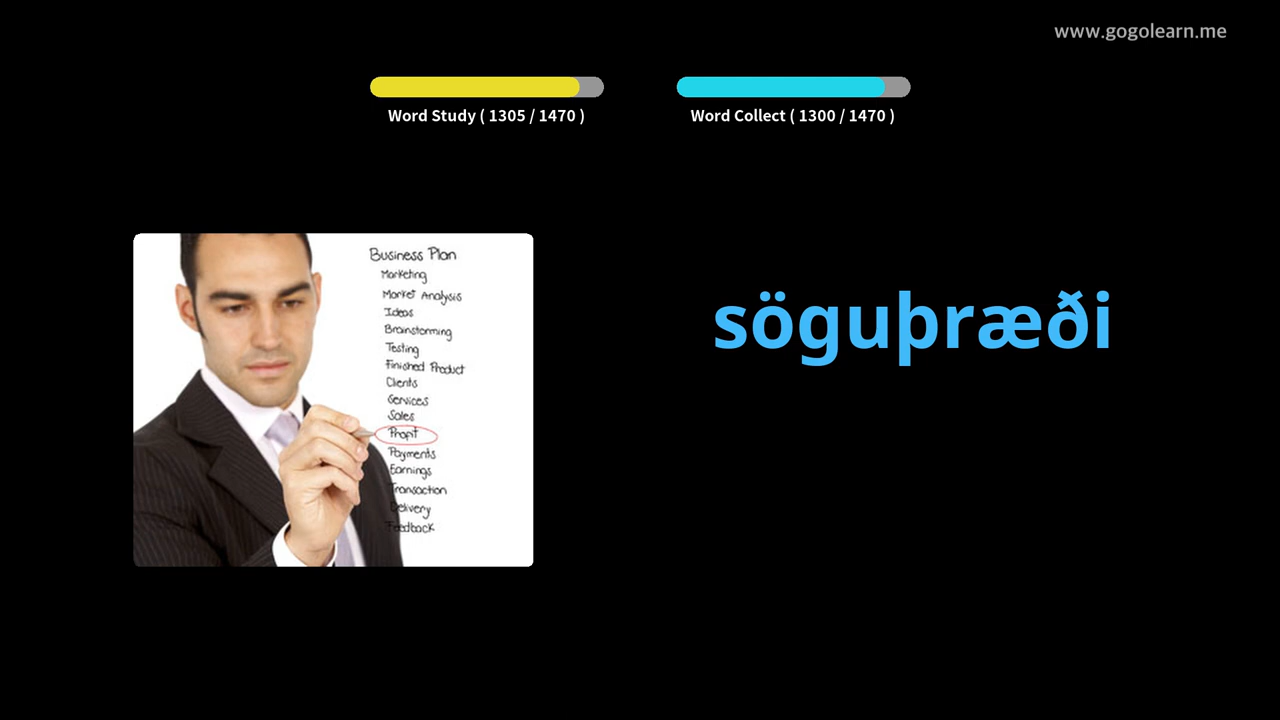 www.gogolearn.me
Word Study ( 1305 / 1470 )
Word Collect ( 1300 / 1470 )
Business Plan
Marketing
Market Analysis
Ideas
Brainstorming
Testing
Finished Product
Clients
Services
Sales
Profit
Payments
Earnings
Transaction
Delivery
Feedback
söguþræði